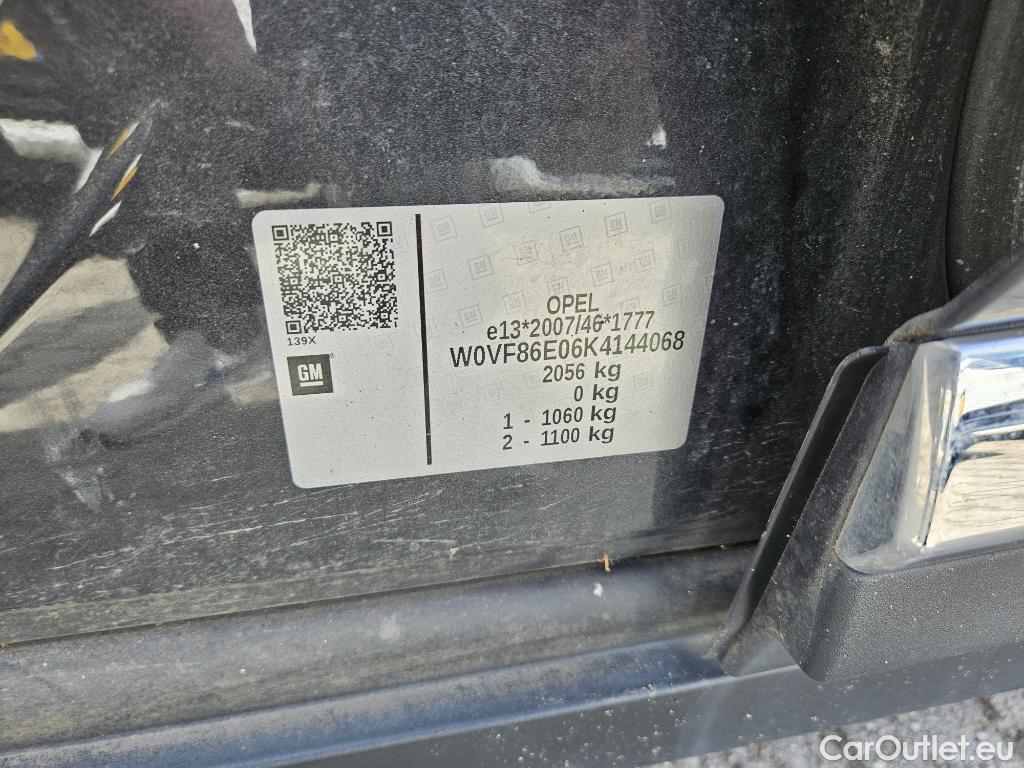 139X
GM
OPEL
e13*2007/46*1777
W0VF86E06K4144068
2056 kg
0 kg
1 - 1060 kg
2 - 1100 kg
CarOutlet.eu